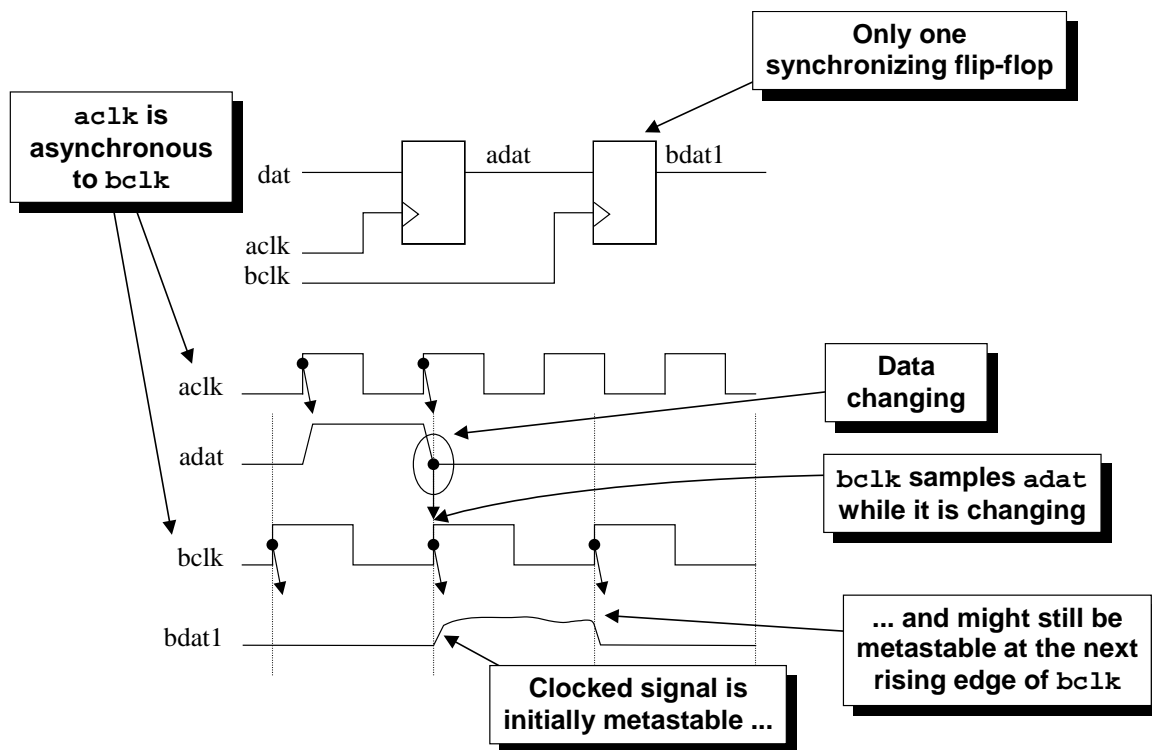 Only one
synchronizing flip-flop
aclk is
asynchronous
to bclk
dat
adat
bdat1
aclk
bclk
aclk
Data
changing
adat
bclk samples adat
while it is changing
bclk
bdat1
... and might still be
metastable at the next
rising edge of bclk
Clocked signal is
initially metastable ...